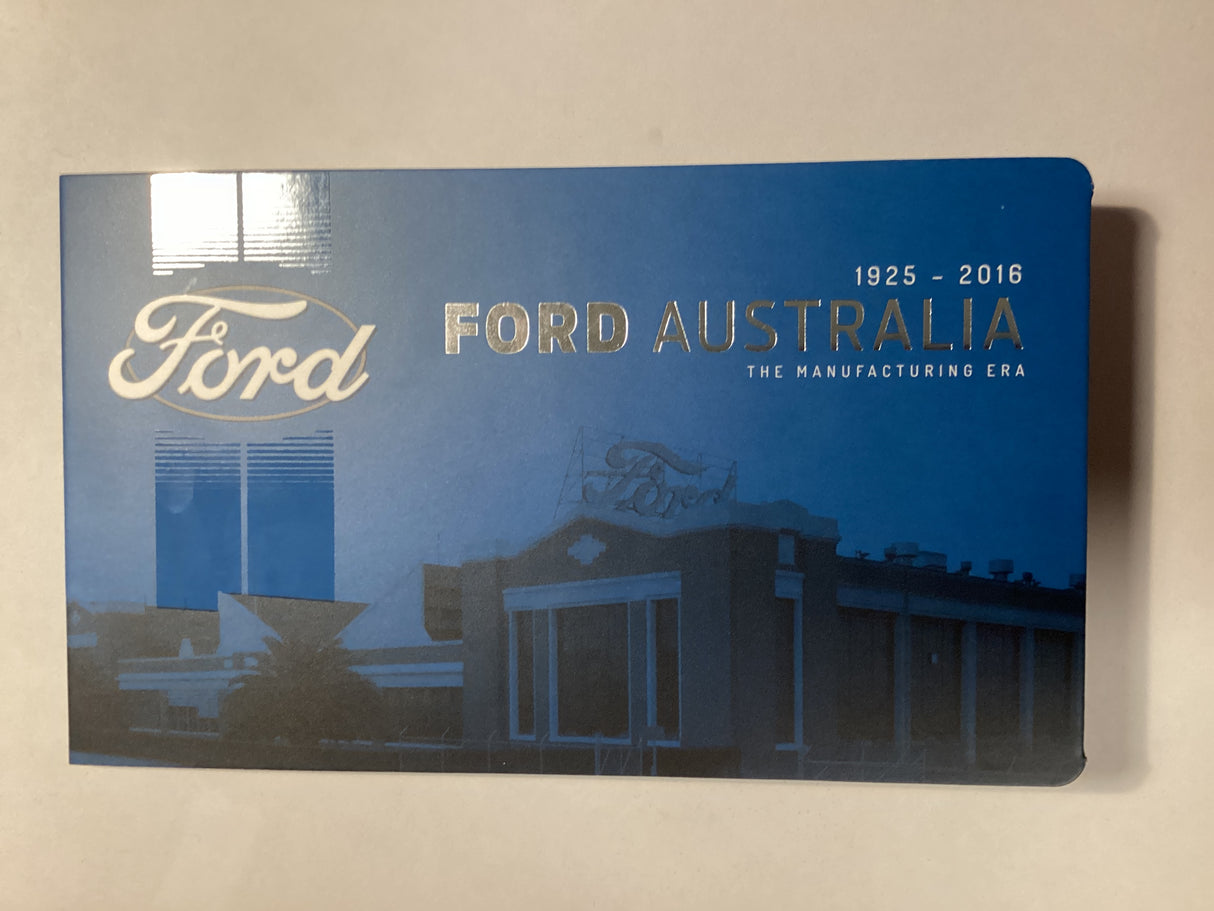 1925 - 2016
Ford
FORD AUSTRALIA
THE MANUFACTURING ERA
Ford